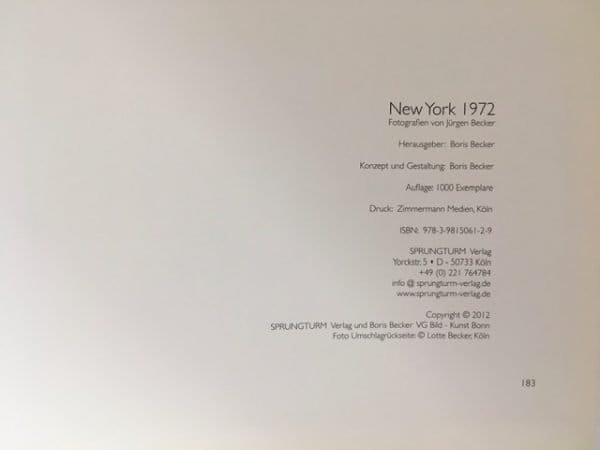 New York 1972
Fotografien von Jürgen Becker
Herausgeber: Boris Becker
Konzept und Gestaltung: Boris Becker
Auflage: 1000 Exemplare
Druck: Zimmermann Medien, Köln
ISBN: 978-3-9815061-2-9
SPRUNGTURM Verlag
Yorckstr. 5 • D - 50733 Köln
+49 (0) 221 764784
info @ sprungturm-verlag.de
www.sprungturm-verlag.de
Copyright © 2012
SPRUNGTURM Verlag und Boris Becker VG Bild - Kunst Bonn
Foto Umschlagrückseite: © Lotte Becker, Köln
183